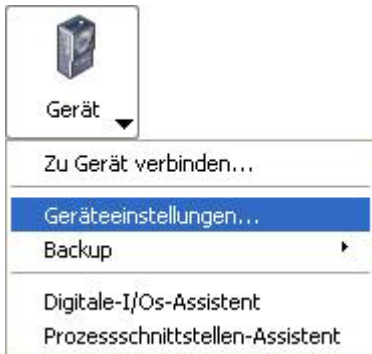 Gerät
Zu Gerät verbinden...
Geräteeinstellungen...
Backup
Digitale-I/Os-Assistent
Prozessschnittstellen-Assistent